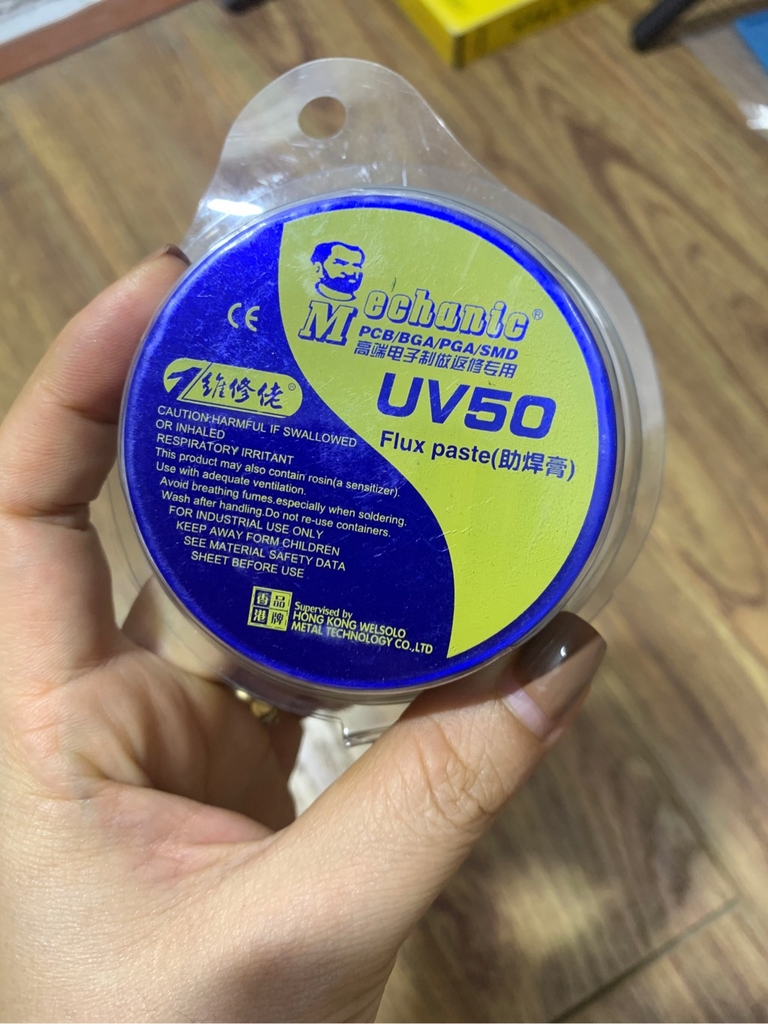 Mechanic®
PCB/BGA/PGA/SMD
高端电子制做返修专用
UV50
Flux paste(助焊膏)
CE
维修佬®
CAUTION:HARMFUL IF SWALLOWED
OR INHALED
RESPIRATORY IRRITANT
This product may also contain rosin(a sensitizer).
Use with adequate ventilation.
Avoid breathing fumes.especially when soldering.
Wash after handling.Do not re-use containers.
FOR INDUSTRIAL USE ONLY
KEEP AWAY FORM CHILDREN
SEE MATERIAL SAFETY DATA
SHEET BEFORE USE
香港品牌
Supervised by
HONG KONG WELSOLO
METAL TECHNOLOGY CO.,LTD